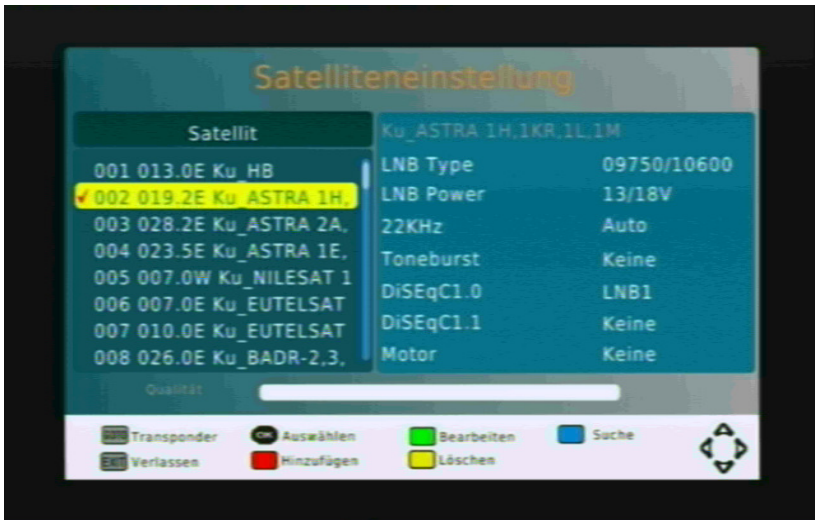 Satelliteneinstellung
Satellit
001 013.0E Ku_HB
002 019.2E Ku_ASTRA 1H,
003 028.2E Ku_ASTRA 2A,
004 023.5E Ku_ASTRA 1E,
005 007.0W Ku_NILESAT 1
006 007.0E Ku_EUTELSAT
007 010.0E Ku_EUTELSAT
008 026.0E Ku_BADR-2,3,
Ku_ASTRA 1H,1KR,1L,1M
LNB Type 09750/10600
LNB Power 13/18V
22KHz Auto
Toneburst Keine
DiSEqC1.0 LNB1
DiSEqC1.1 Keine
Motor Keine
Qualität
Transponder OK Auswählen Bearbeiten Suche
EXIT Verlassen Hinzufügen Löschen